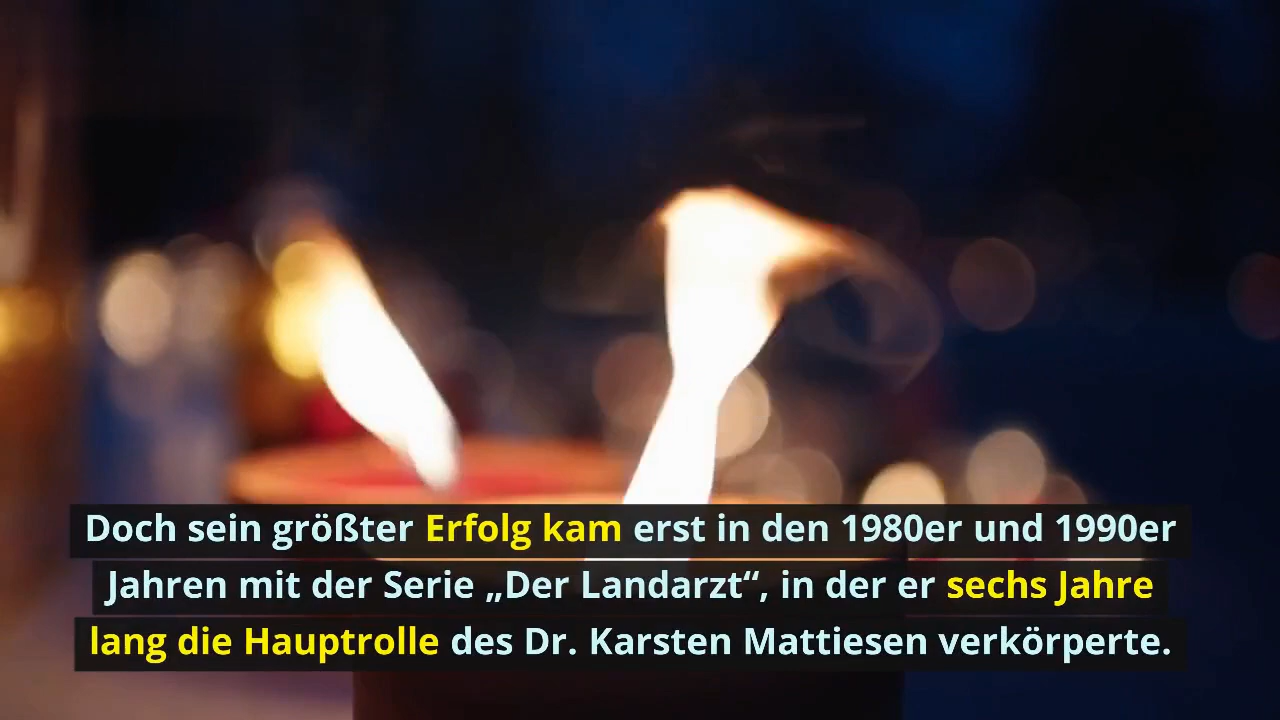 Doch sein größter Erfolg kam erst in den 1980er und 1990er
Jahren mit der Serie „Der Landarzt“, in der er sechs Jahre
lang die Hauptrolle des Dr. Karsten Mattiesen verkörperte.